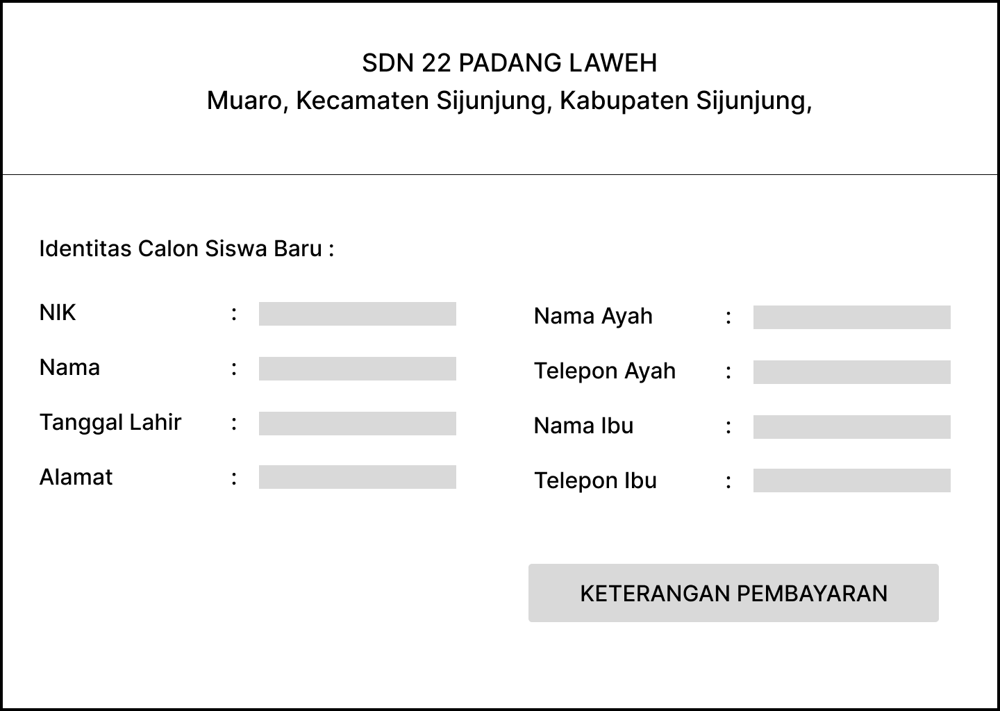 SDN 22 PADANG LAWEH
Muaro, Kecamaten Sijunjung, Kabupaten Sijunjung,
Identitas Calon Siswa Baru :
NIK :
Nama :
Tanggal Lahir :
Alamat :
Nama Ayah :
Telepon Ayah :
Nama Ibu :
Telepon Ibu :
KETERANGAN PEMBAYARAN